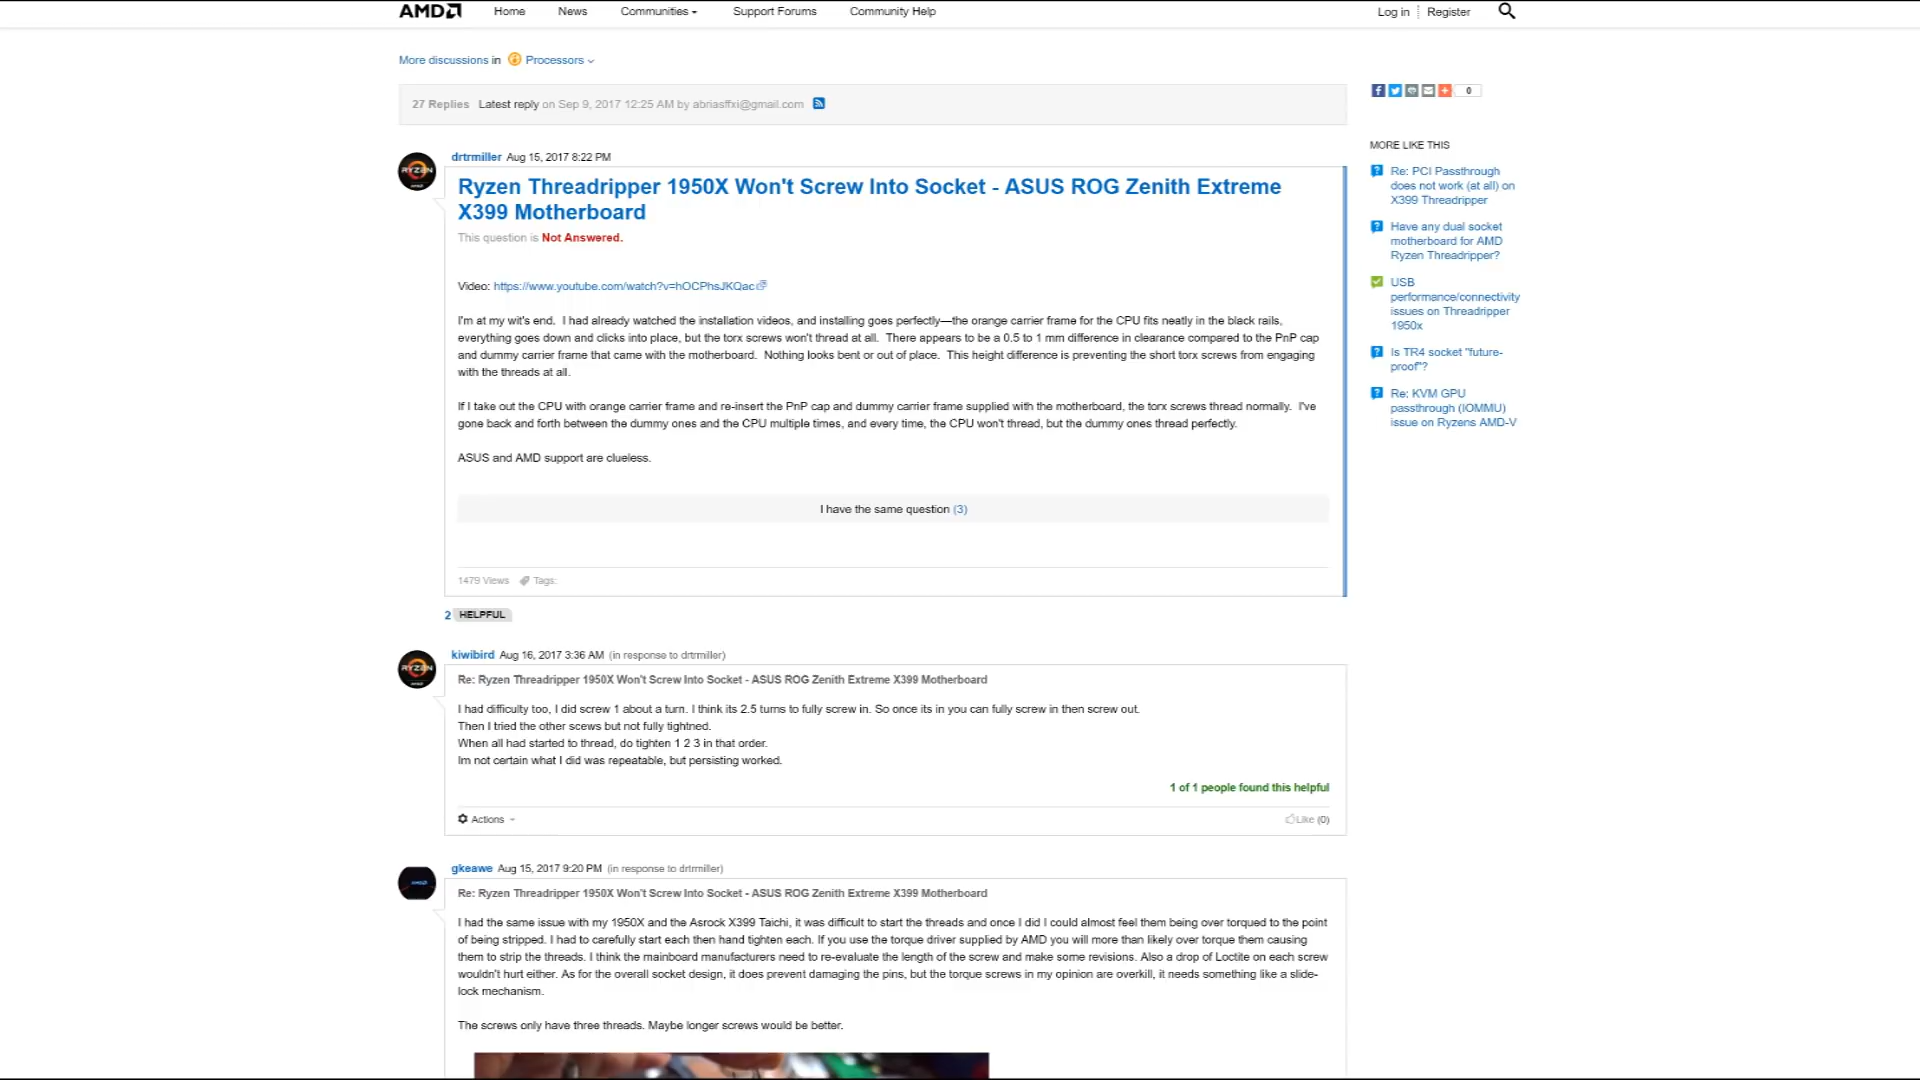 AMD Home News Communities Support Forums Community Help Log in Register
More discussions in Processors
27 Replies Latest reply on Sep 9, 2017 12:25 AM by abriasffxi@gmail.com
0
drtrmiller Aug 15, 2017 8:22 PM
Ryzen Threadripper 1950X Won't Screw Into Socket - ASUS ROG Zenith Extreme
X399 Motherboard
This question is Not Answered.
Video: https://www.youtube.com/watch?v=hOCPhsJKQac
I'm at my wit's end. I had already watched the installation videos, and installing goes perfectly—the orange carrier frame for the CPU fits neatly in the black rails,
everything goes down and clicks into place, but the torx screws won't thread at all. There appears to be a 0.5 to 1 mm difference in clearance compared to the PnP cap
and dummy carrier frame that came with the motherboard. Nothing looks bent or out of place. This height difference is preventing the short torx screws from engaging
with the threads at all.
If I take out the CPU with orange carrier frame and re-insert the PnP cap and dummy carrier frame supplied with the motherboard, the torx screws thread normally. I've
gone back and forth between the dummy ones and the CPU multiple times, and every time, the CPU won't thread, but the dummy ones thread perfectly.
ASUS and AMD support are clueless.
I have the same question (3)
1479 Views Tags:
2 HELPFUL
kiwibird Aug 16, 2017 3:36 AM (in response to drtrmiller)
Re: Ryzen Threadripper 1950X Won't Screw Into Socket - ASUS ROG Zenith Extreme X399 Motherboard
I had difficulty too, I did screw 1 about a turn. I think its 2.5 turns to fully screw in. So once its in you can fully screw in then screw out.
Then I tried the other scews but not fully tightned.
When all had started to thread, do tighten 1 2 3 in that order.
Im not certain what I did was repeatable, but persisting worked.
1 of 1 people found this helpful
Actions Like (0)
gkeawe Aug 15, 2017 9:20 PM (in response to drtrmiller)
Re: Ryzen Threadripper 1950X Won't Screw Into Socket - ASUS ROG Zenith Extreme X399 Motherboard
I had the same issue with my 1950X and the Asrock X399 Taichi, it was difficult to start the threads and once I did I could almost feel them being over torqued to the point
of being stripped. I had to carefully start each then hand tighten each. If you use the torque driver supplied by AMD you will more than likely over torque them causing
them to strip the threads. I think the mainboard manufacturers need to re-evaluate the length of the screw and make some revisions. Also a drop of Loctite on each screw
wouldn't hurt either. As for the overall socket design, it does prevent damaging the pins, but the torque screws in my opinion are overkill, it needs something like a slide-
lock mechanism.
The screws only have three threads. Maybe longer screws would be better.
MORE LIKE THIS
Re: PCI Passthrough
does not work (at all) on
X399 Threadripper
Have any dual socket
motherboard for AMD
Ryzen Threadripper?
USB
performance/connectivity
issues on Threadripper
1950x
Is TR4 socket "future-
proof"?
Re: KVM GPU
passthrough (IOMMU)
issue on Ryzens AMD-V
RYZEN
RYZEN
AMD